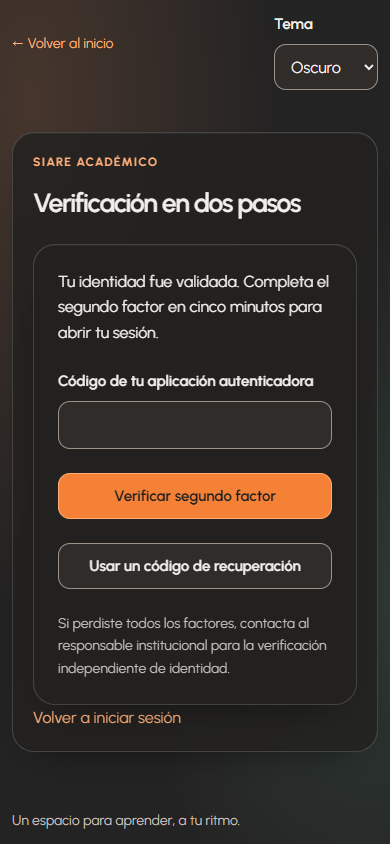 Tema
← Volver al inicio
Oscuro
SIARE ACADÉMICO
Verificación en dos pasos
Tu identidad fue validada. Completa el
segundo factor en cinco minutos para
abrir tu sesión.
Código de tu aplicación autenticadora
Verificar segundo factor
Usar un código de recuperación
Si perdiste todos los factores, contacta al
responsable institucional para la verificación
independiente de identidad.
Volver a iniciar sesión
Un espacio para aprender, a tu ritmo.